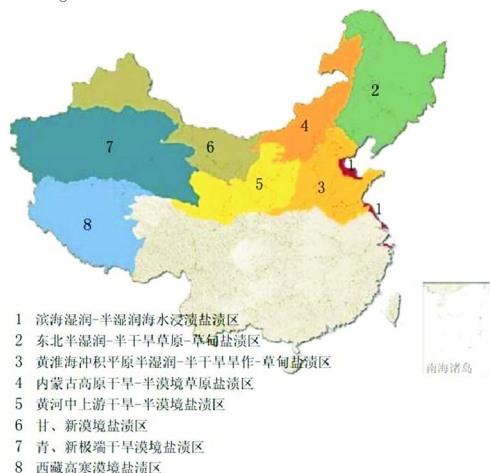 2
4
1
7
6
5
3
1
8
1 滨海湿润-半湿润海水浸渍盐渍区
2 东北半湿润-半干旱草原-草甸盐渍区
3 黄淮海冲积平原半湿润-半干旱旱作-草甸盐渍区
4 内蒙古高原干旱-半漠境草原盐渍区
5 黄河中上游干旱-半漠境盐渍区
6 甘、新漠境盐渍区
7 青、新极端干旱漠境盐渍区
8 西藏高寒漠境盐渍区
南海诸岛